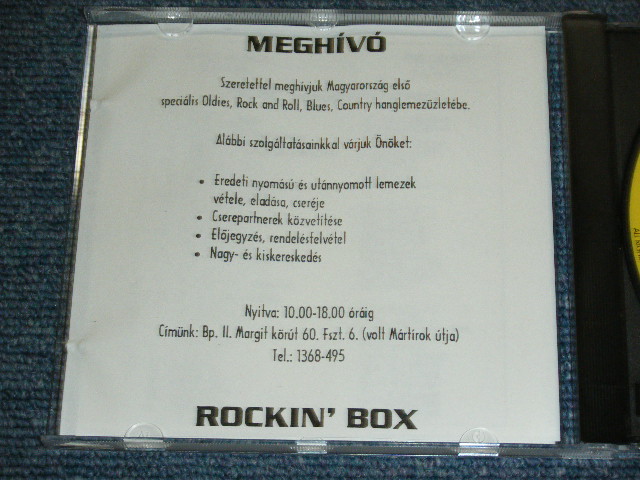 MEGHÍVÓ
Szeretettel meghívjuk Magyarország első
speciális Oldies, Rock and Roll, Blues, Country hanglemezüzletébe.
Alábbi szolgáltatásainkkal várjuk Önöket:
• Eredeti nyomású és utánnyomott lemezek
vétele, eladása, cseréje
• Cserepartnerek közvetítése
• Előjegyzés, rendelésfelvétel
• Nagy- és kiskereskedés
Nyitva: 10.00-18.00 óráig
Címünk: Bp. II. Margit körút 60. Fszt. 6. (volt Mártirok útja)
Tel.: 1368-495
ROCKIN' BOX